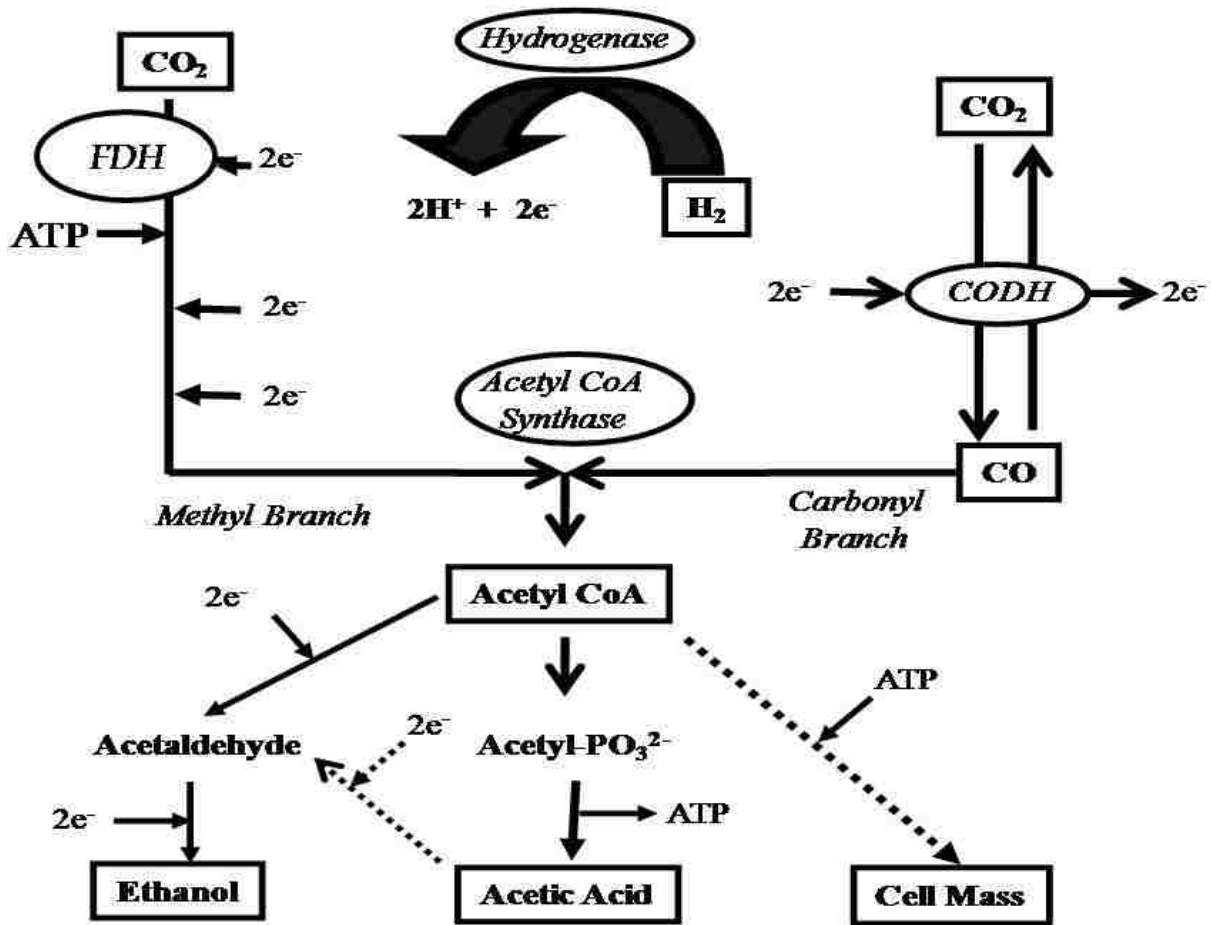 Hydrogenase
CO₂
CO₂
FDH
2e⁻
ATP
2H⁺ + 2e⁻
H₂
2e⁻
CODH
2e⁻
2e⁻
2e⁻
Acetyl CoA
Synthase
CO
Methyl Branch
Carbonyl
Branch
Acetyl CoA
2e⁻
ATP
2e⁻
Acetaldehyde
Acetyl-PO₃²⁻
2e⁻
ATP
Ethanol
Acetic Acid
Cell Mass